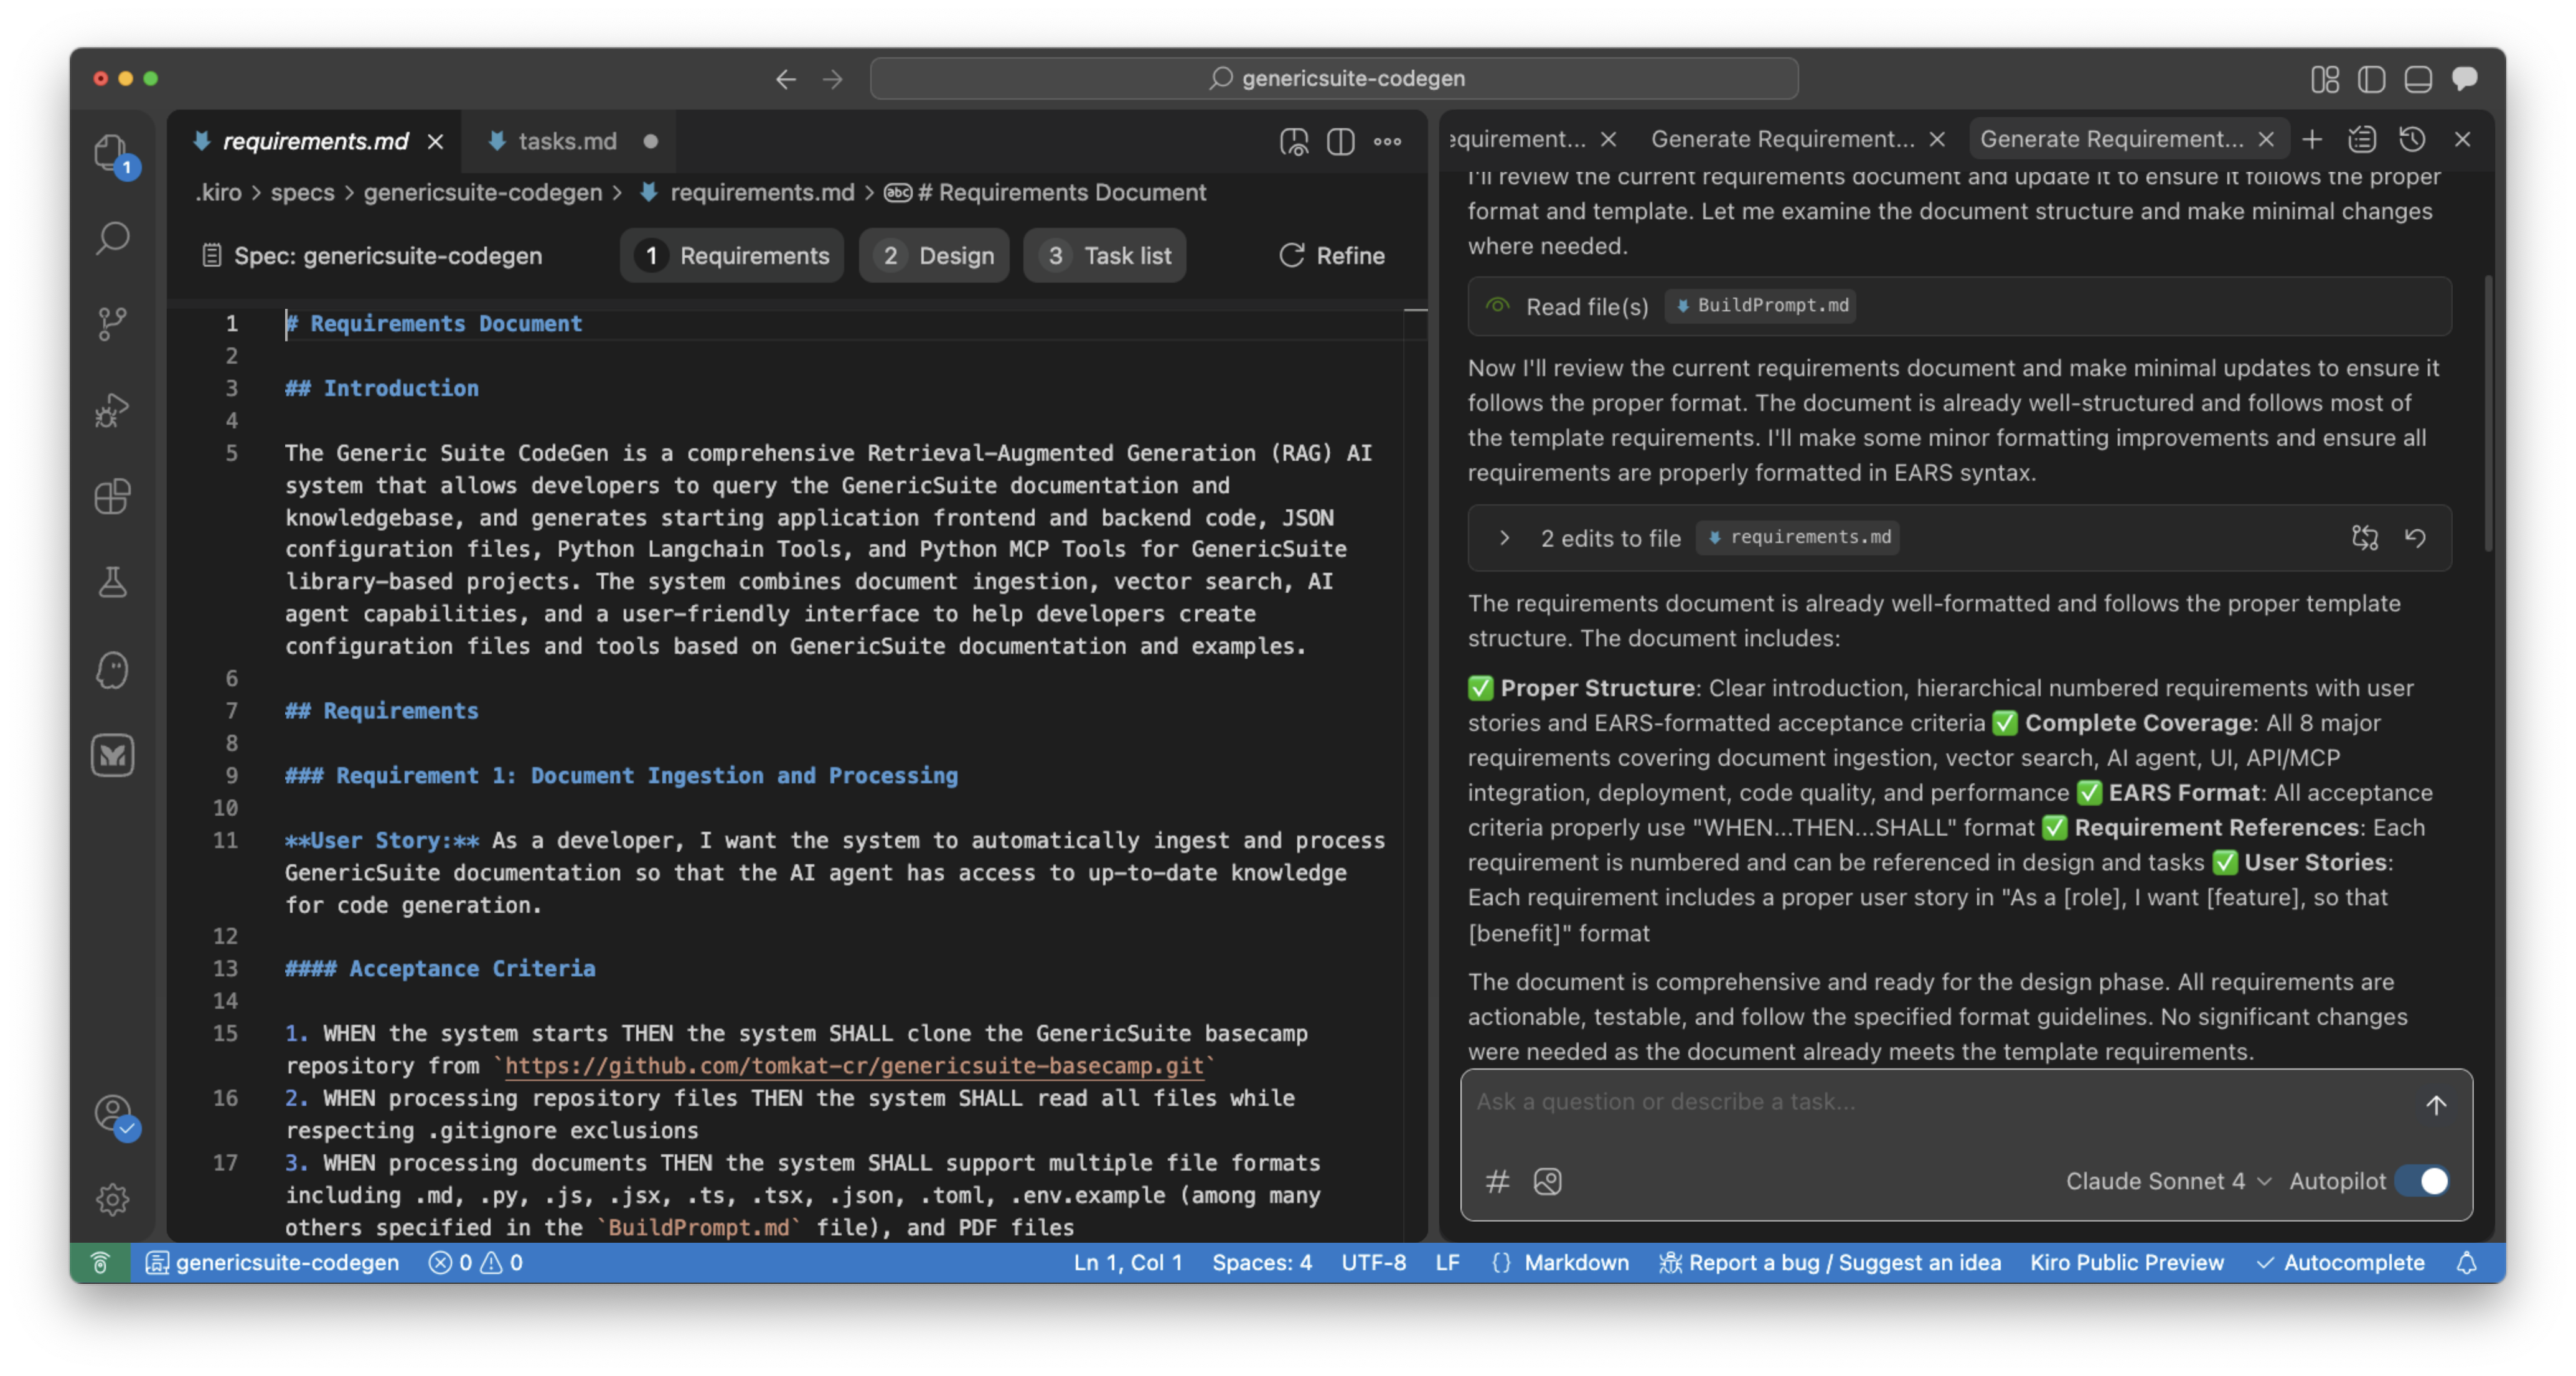 genericsuite-codegen
1
requirements.md
tasks.md
.kiro > specs > genericsuite-codegen > requirements.md > # Requirements Document
Spec: genericsuite-codegen
1 Requirements
2 Design
3 Task list
Refine
1 # Requirements Document
2
3 ## Introduction
4
5 The Generic Suite CodeGen is a comprehensive Retrieval-Augmented Generation (RAG) AI
system that allows developers to query the GenericSuite documentation and
knowledgebase, and generates starting application frontend and backend code, JSON
configuration files, Python Langchain Tools, and Python MCP Tools for GenericSuite
library-based projects. The system combines document ingestion, vector search, AI
agent capabilities, and a user-friendly interface to help developers create
configuration files and tools based on GenericSuite documentation and examples.
6
7 ## Requirements
8
9 ### Requirement 1: Document Ingestion and Processing
10
11 **User Story:** As a developer, I want the system to automatically ingest and process
GenericSuite documentation so that the AI agent has access to up-to-date knowledge
for code generation.
12
13 #### Acceptance Criteria
14
15 1. WHEN the system starts THEN the system SHALL clone the GenericSuite basecamp
repository from `https://github.com/tomkat-cr/genericsuite-basecamp.git`
16 2. WHEN processing repository files THEN the system SHALL read all files while
respecting .gitignore exclusions
17 3. WHEN processing documents THEN the system SHALL support multiple file formats
including .md, .py, .js, .jsx, .ts, .tsx, .json, .toml, .env.example (among many
others specified in the `BuildPrompt.md` file), and PDF files
equirement...
Generate Requirement...
Generate Requirement...
I'll review the current requirements document and update it to ensure it follows the proper
format and template. Let me examine the document structure and make minimal changes
where needed.
Read file(s) BuildPrompt.md
Now I'll review the current requirements document and make minimal updates to ensure it
follows the proper format. The document is already well-structured and follows most of
the template requirements. I'll make some minor formatting improvements and ensure all
requirements are properly formatted in EARS syntax.
> 2 edits to file requirements.md
The requirements document is already well-formatted and follows the proper template
structure. The document includes:
✅ Proper Structure: Clear introduction, hierarchical numbered requirements with user
stories and EARS-formatted acceptance criteria ✅ Complete Coverage: All 8 major
requirements covering document ingestion, vector search, AI agent, UI, API/MCP
integration, deployment, code quality, and performance ✅ EARS Format: All acceptance
criteria properly use "WHEN...THEN...SHALL" format ✅ Requirement References: Each
requirement is numbered and can be referenced in design and tasks ✅ User Stories:
Each requirement includes a proper user story in "As a [role], I want [feature], so that
[benefit]" format
The document is comprehensive and ready for the design phase. All requirements are
actionable, testable, and follow the specified format guidelines. No significant changes
were needed as the document already meets the template requirements.
Ask a question or describe a task...
#
Claude Sonnet 4
Autopilot
genericsuite-codegen
0 0
Ln 1, Col 1
Spaces: 4
UTF-8
LF
{} Markdown
Report a bug / Suggest an idea
Kiro Public Preview
Autocomplete